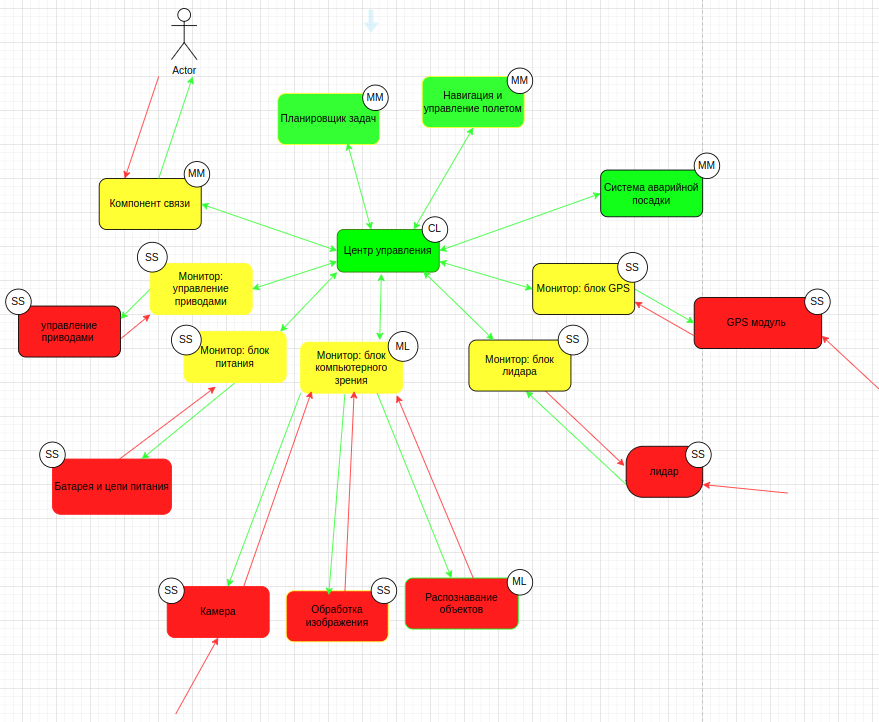 Actor
MM
Планировщик задач
MM
Навигация и
управление полетом
MM
Компонент связи
MM
Система аварийной
посадки
CL
Центр управления
SS
Монитор:
управление
приводами
SS
Монитор: блок GPS
SS
управление
приводами
SS
GPS модуль
SS
Монитор: блок
питания
ML
Монитор: блок
компьютерного
зрения
SS
Монитор: блок
лидара
SS
Батарея и цепи питания
SS
лидар
SS
Камера
SS
Обработка
изображения
ML
Распознавание
объектов